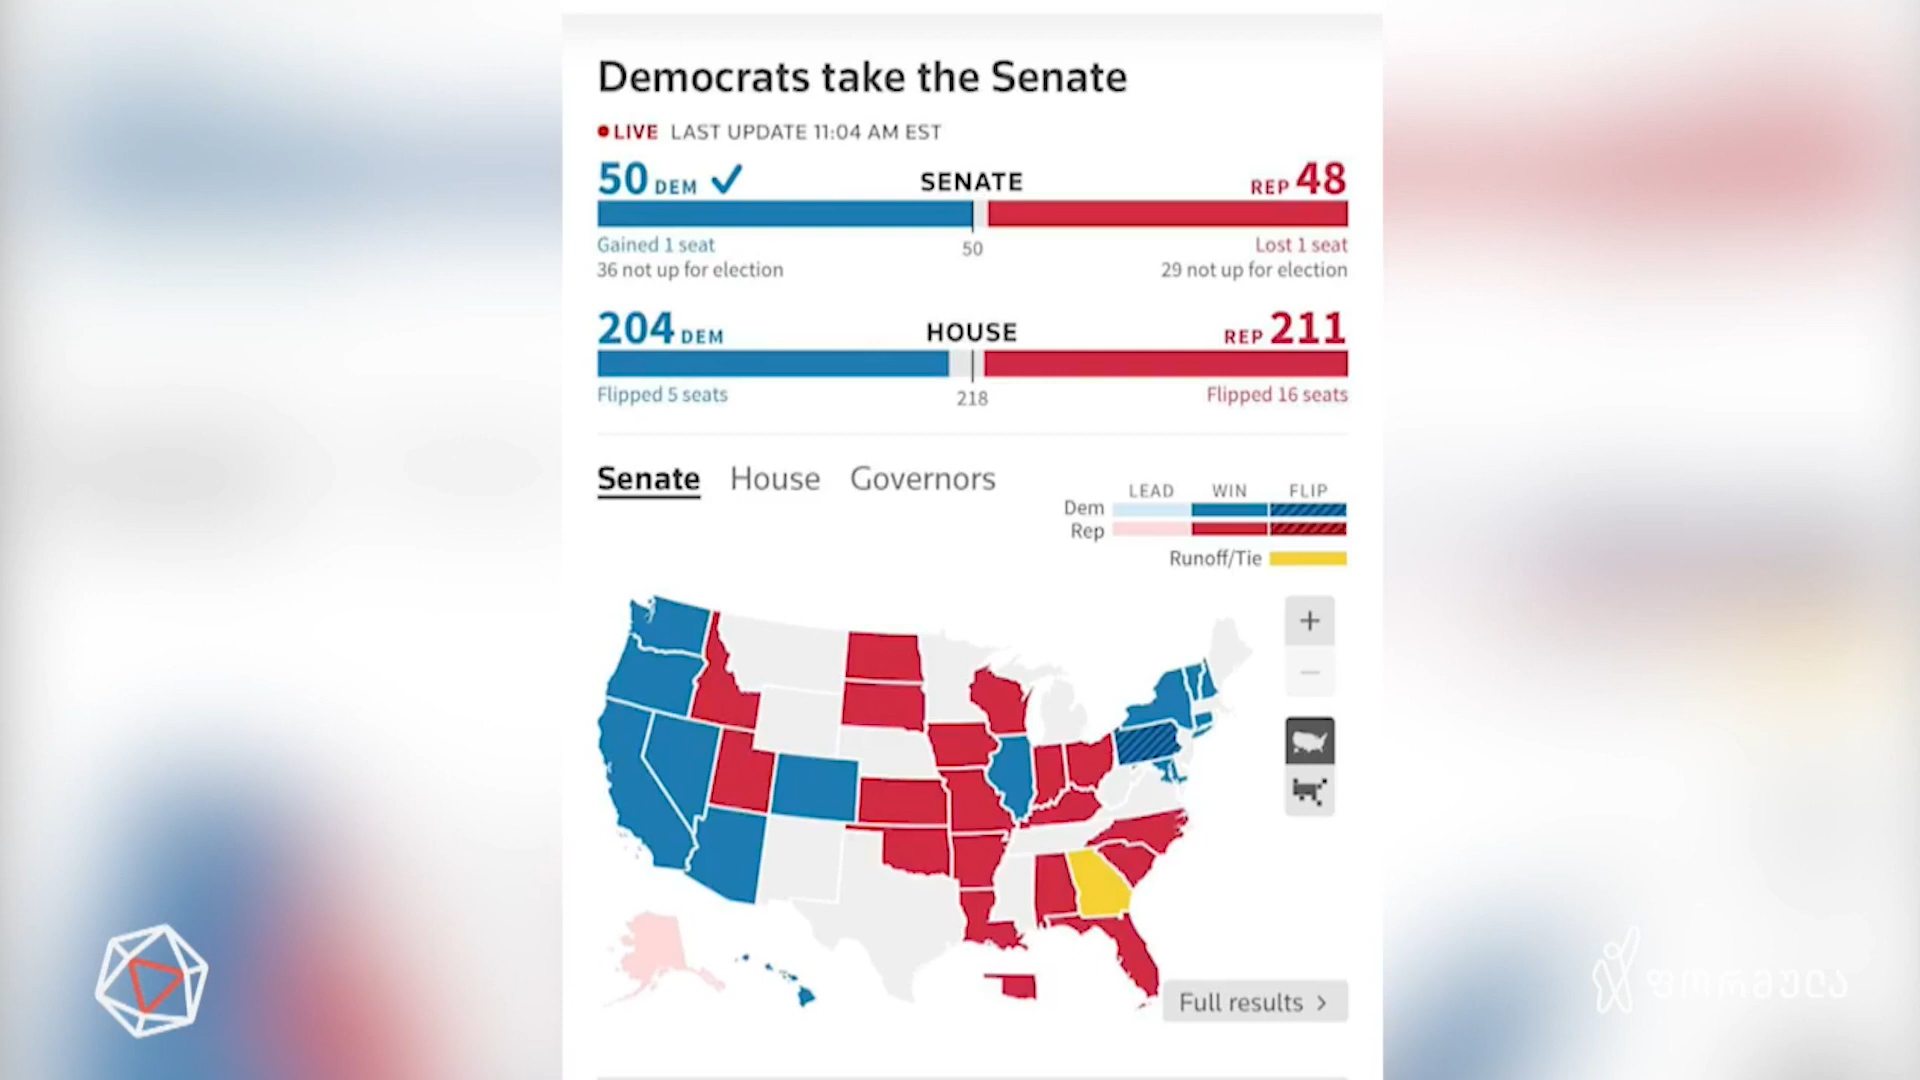 Democrats take the Senate
LIVE LAST UPDATE 11:04 AM EST
50 DEM SENATE REP 48
Gained 1 seat 50 Lost 1 seat
36 not up for election 29 not up for election
204 DEM HOUSE REP 211
Flipped 5 seats 218 Flipped 16 seats
Senate House Governors
LEAD WIN FLIP
Dem
Rep
Runoff/Tie
+
−
Full results >
ფორმულა